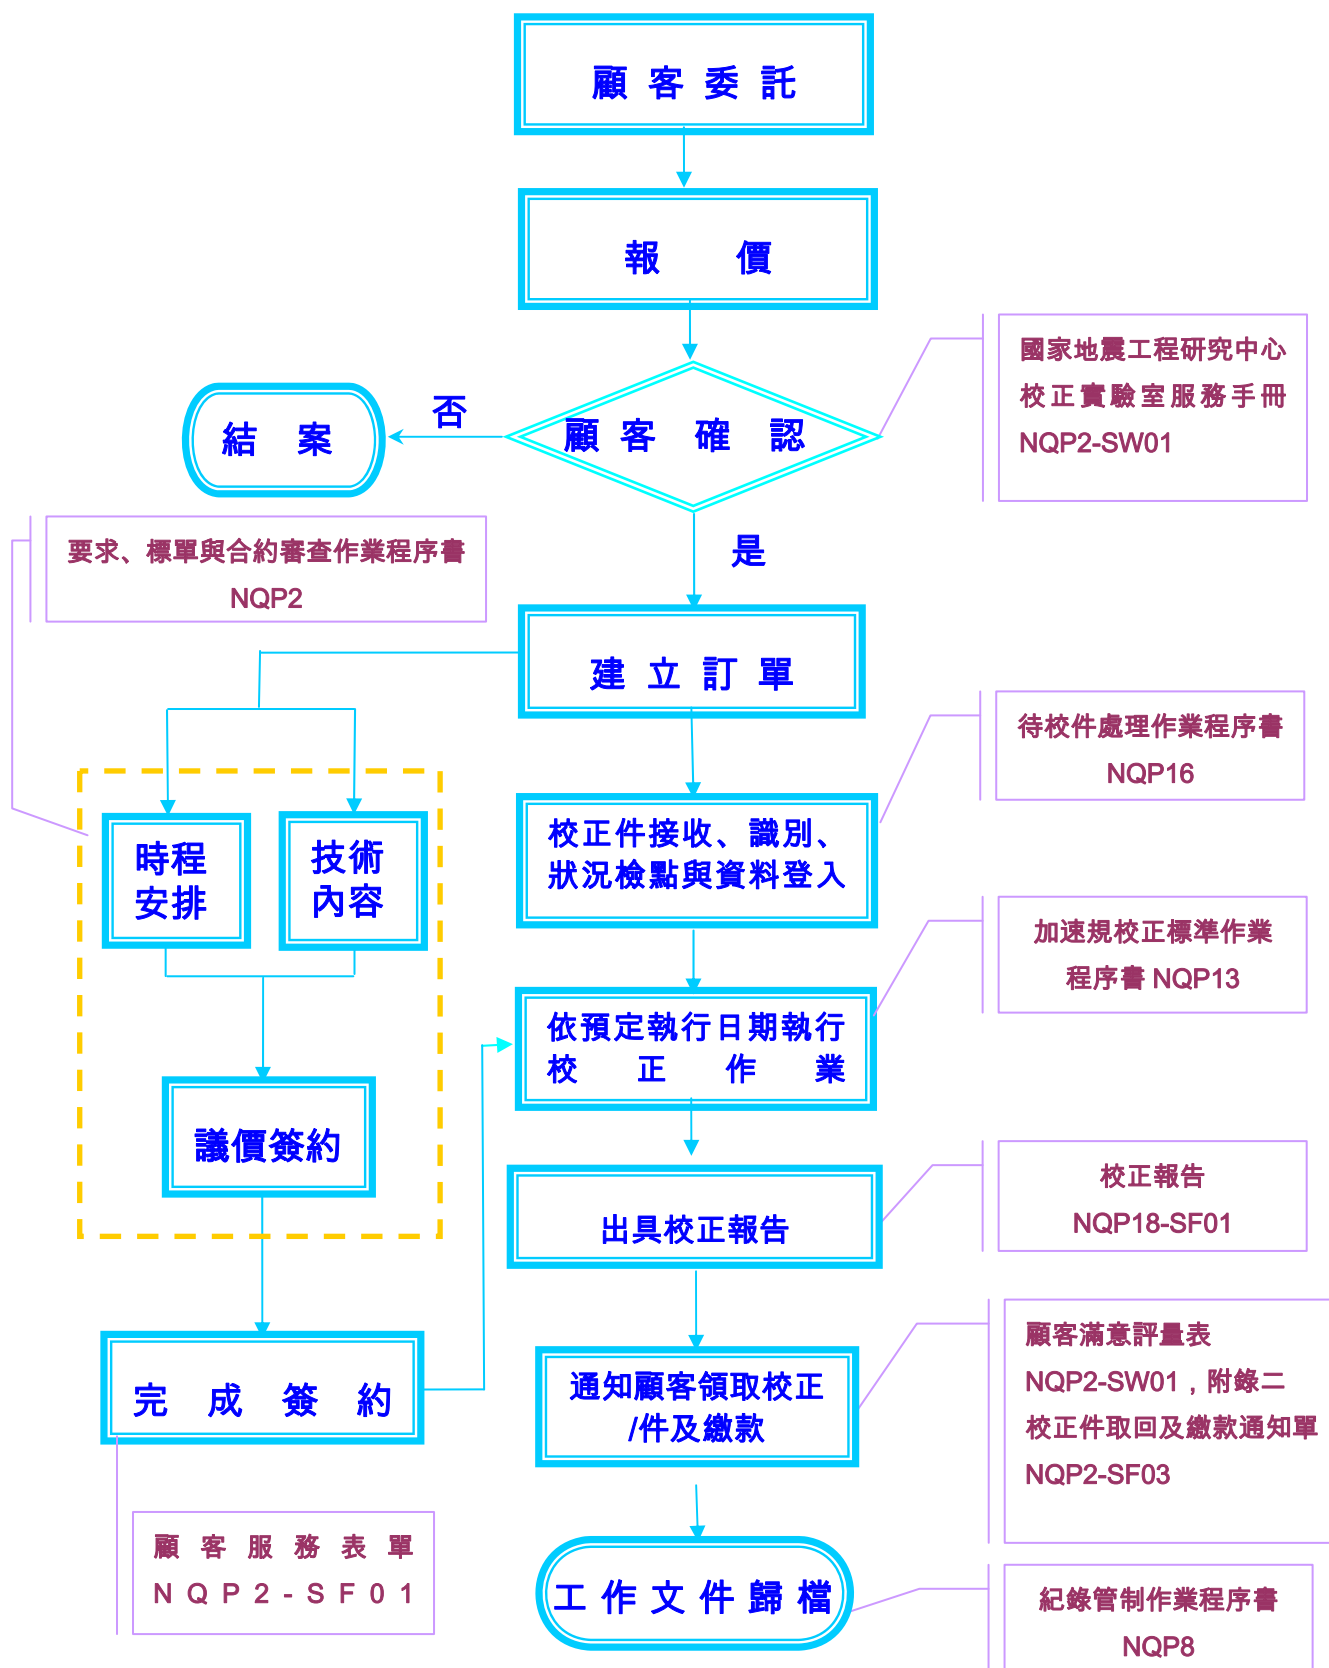 顧客委託
報價
國家地震工程研究中心
校正實驗室服務手冊
NQP2-SW01
顧客確認
否
結案
是
要求、標單與合約審查作業程序書
NQP2
建立訂單
待校件處理作業程序書
NQP16
時程
安排
技術
內容
校正件接收、識別、
狀況檢點與資料登入
加速規校正標準作業
程序書 NQP13
依預定執行日期執行
校正作業
議價簽約
校正報告
NQP18-SF01
出具校正報告
完成簽約
通知顧客領取校正
/件及繳款
顧客滿意評量表
NQP2-SW01，附錄二
校正件取回及繳款通知單
NQP2-SF03
顧客服務表單
NQP2-SF01
工作文件歸檔
紀錄管制作業程序書
NQP8